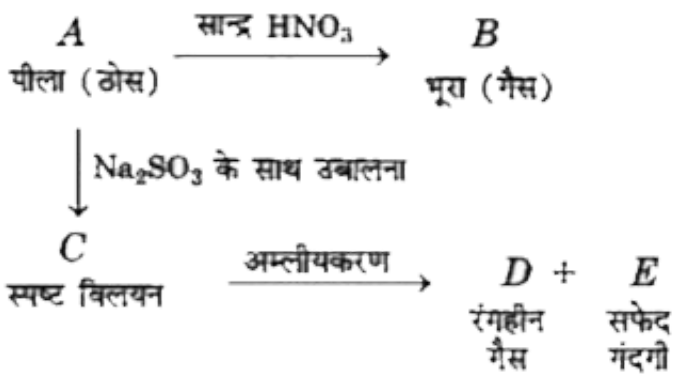 A सान्द्र HNO₃ B
पीला (ठोस) भूरा (गैस)
Na₂SO₃ के साथ उबालना
C अम्लीयकरण D + E
स्पष्ट विलयन रंगहीन सफेद
गैस गंदगी